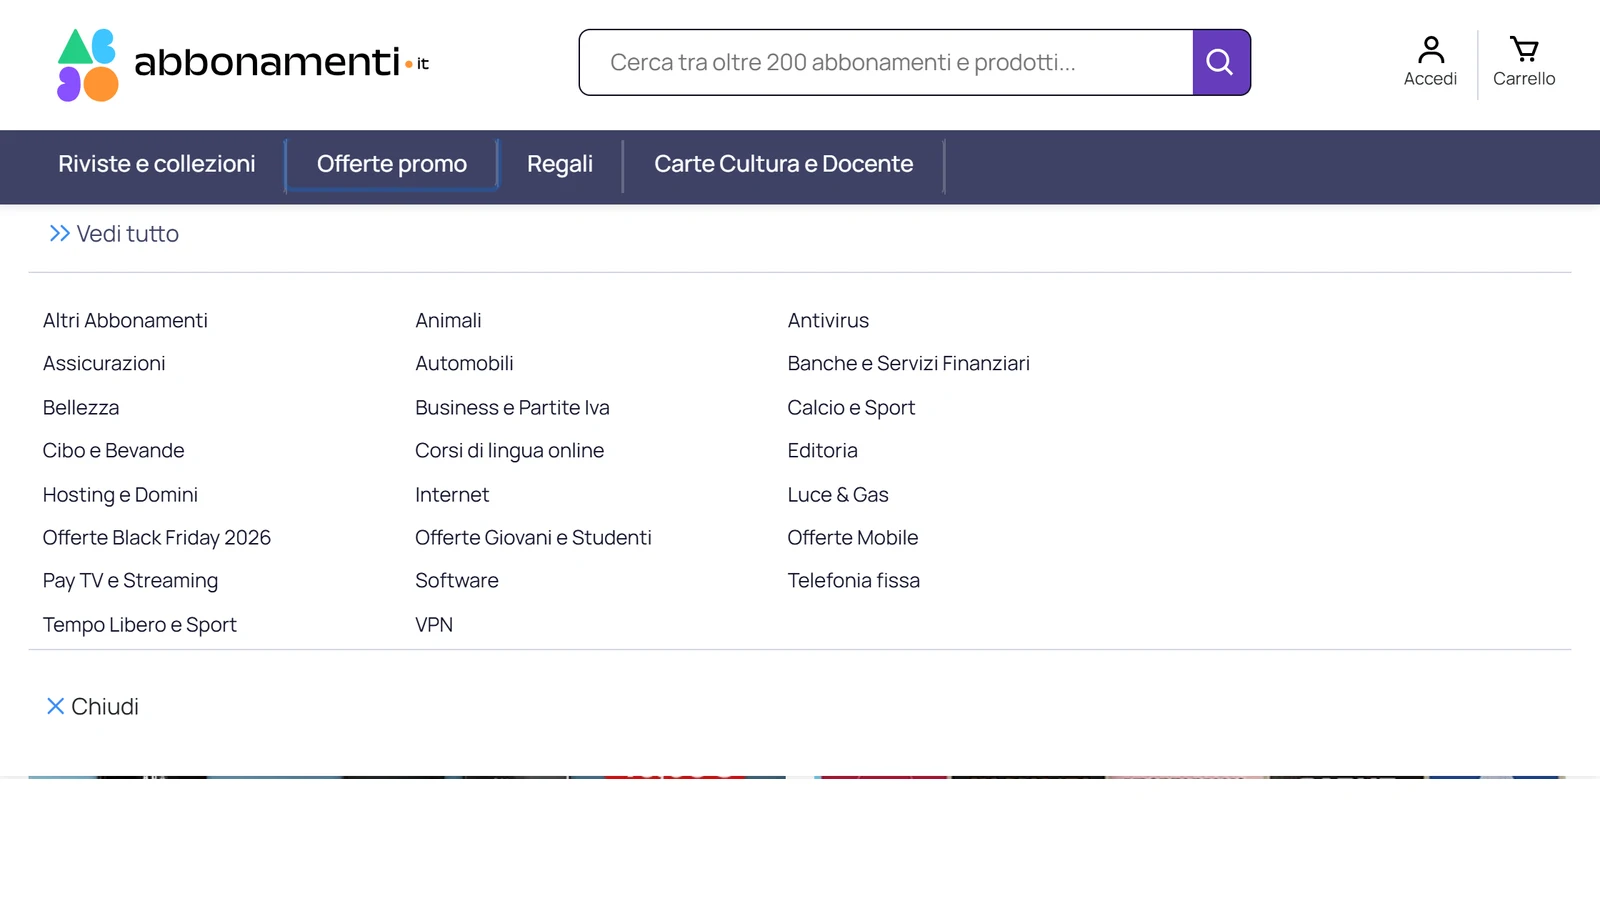 abbonamenti.it
Cerca tra oltre 200 abbonamenti e prodotti...
Accedi
Carrello
Riviste e collezioni
Offerte promo
Regali
Carte Cultura e Docente
Vedi tutto
Altri Abbonamenti
Animali
Antivirus
Assicurazioni
Automobili
Banche e Servizi Finanziari
Bellezza
Business e Partite Iva
Calcio e Sport
Cibo e Bevande
Corsi di lingua online
Editoria
Hosting e Domini
Internet
Luce & Gas
Offerte Black Friday 2026
Offerte Giovani e Studenti
Offerte Mobile
Pay TV e Streaming
Software
Telefonia fissa
Tempo Libero e Sport
VPN
Chiudi